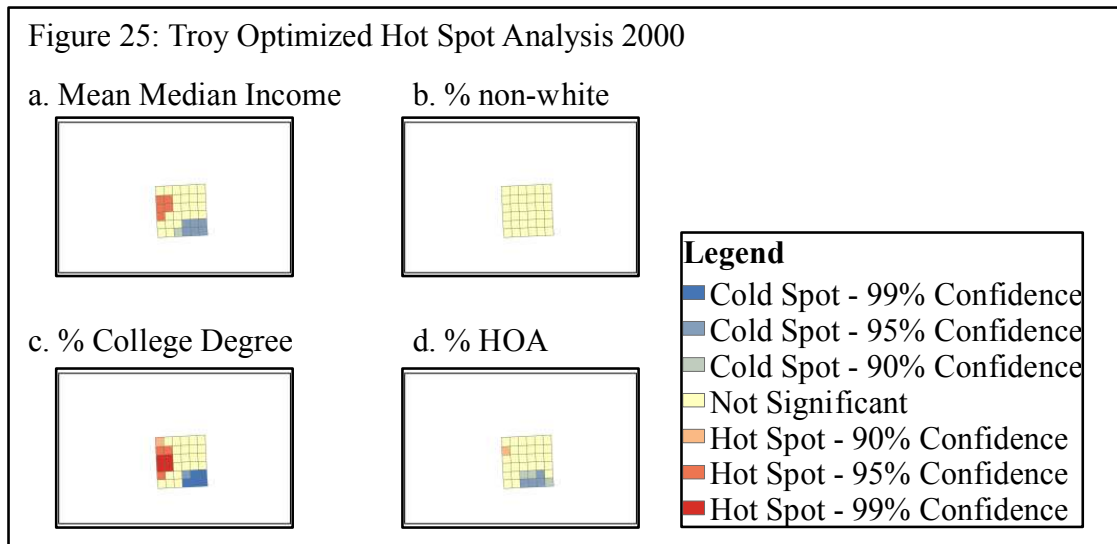 Figure 25: Troy Optimized Hot Spot Analysis 2000
a. Mean Median Income
b. % non-white
c. % College Degree
d. % HOA
Legend
Cold Spot - 99% Confidence
Cold Spot - 95% Confidence
Cold Spot - 90% Confidence
Not Significant
Hot Spot - 90% Confidence
Hot Spot - 95% Confidence
Hot Spot - 99% Confidence